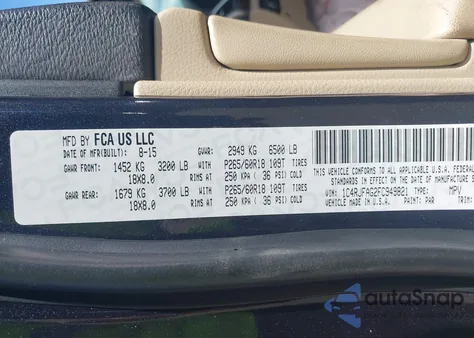 MFD BY FCA US LLC
DATE OF MFR(BUILT): 8-15 GVWR: 2949 KG 6500 LB
GAWR FRONT: 1452 KG 3200 LB WITH P265/60R18 109T TIRES
18X8.0 RIMS AT 250 KPA( 36 PSI) COLD
GAWR REAR: 1679 KG 3700 LB WITH P265/60R18 109T TIRES
18X8.0 RIMS AT 250 KPA( 36 PSI) COLD
THIS VEHICLE CONFORMS TO ALL APPLICABLE U.S.A. FEDERAL
STANDARDS IN EFFECT ON THE DATE OF
VIN: 1C4RJFAG2FC949821 TYPE: MPV
VEHICLE MADE IN U.S.A. PAINT: PAR TRIM:
autoSnap